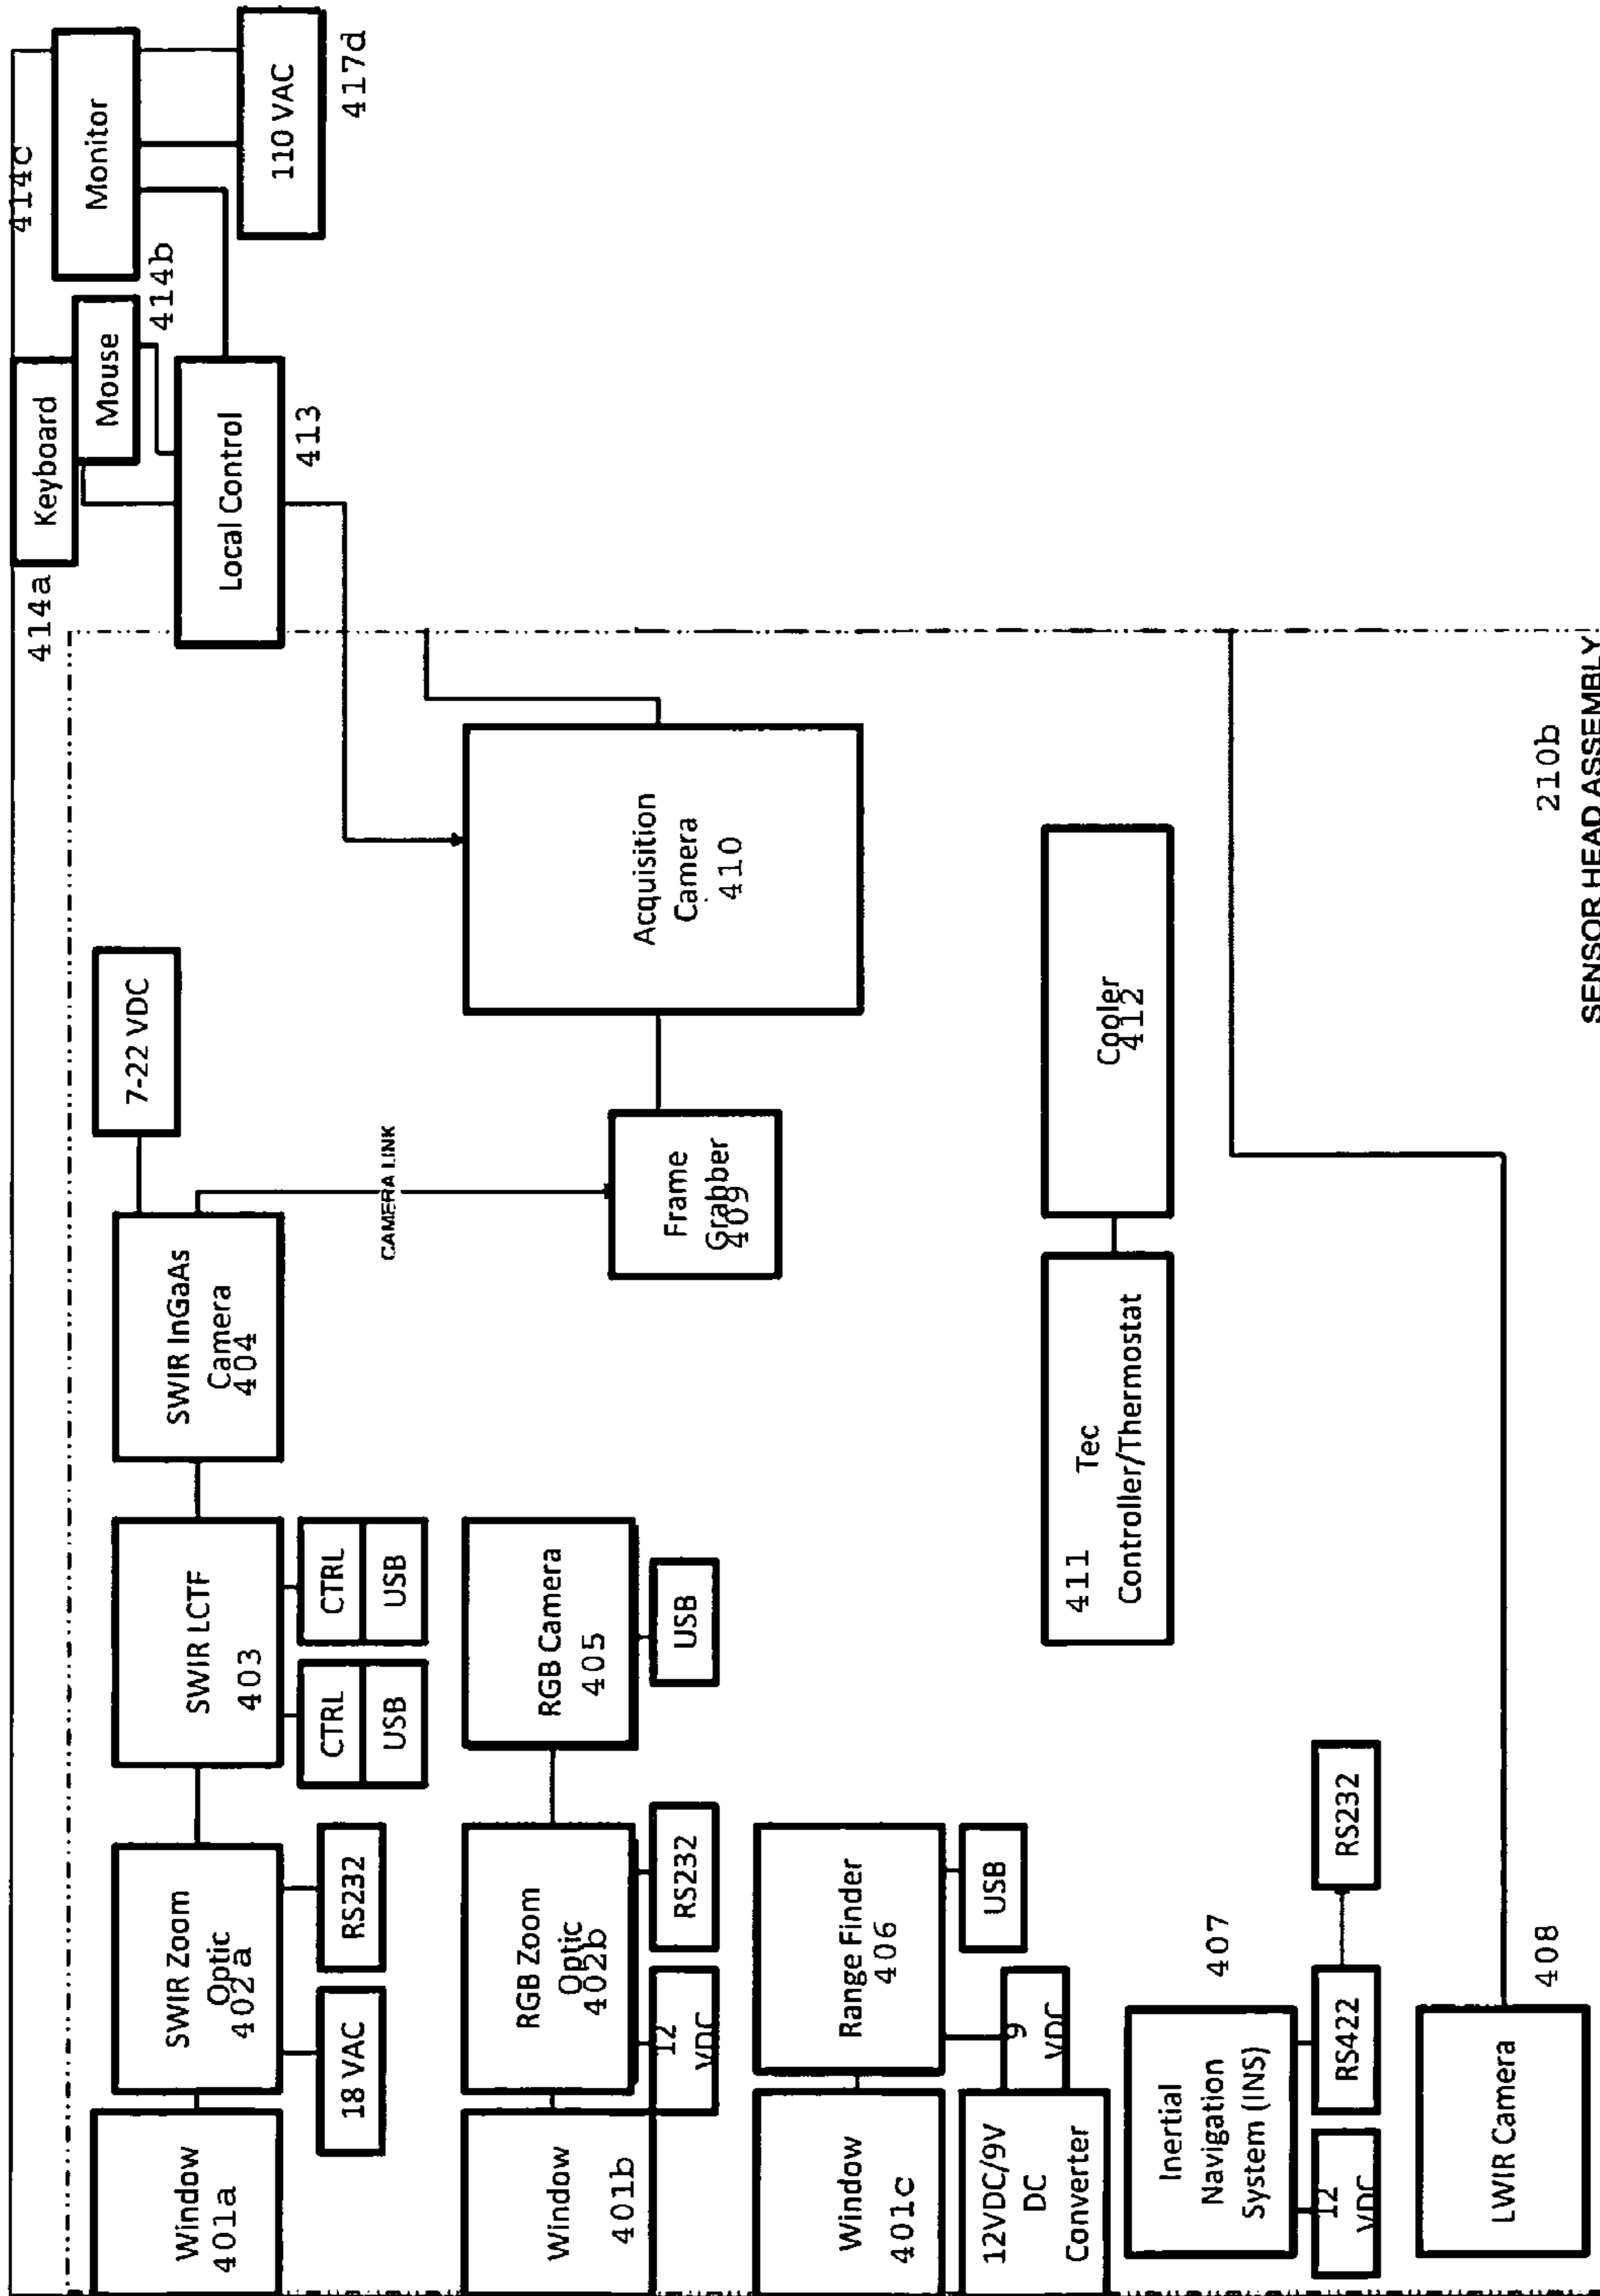 Window
401a
SWIR Zoom
Optic
402a
18 VAC
RS232
SWIR LCTF
403
CTRL
USB
CTRL
USB
SWIR InGaAs
Camera
404
7-22 VDC
CAMERA LINK
Keyboard
414a
Mouse
414b
Monitor
414c
110 VAC
417d
Local Control
413
Window
401b
RGB Zoom
Optic
402b
12
VDC
RS232
RGB Camera
405
USB
Frame
Grabber
409
Acquisition
Camera
410
Window
401c
Range Finder
406
USB
9
VDC
12VDC/9V
DC
Converter
411 Tec
Controller/Thermostat
Cooler
412
Inertial
Navigation
System (INS)
407
12
VDC
RS422
RS232
LWIR Camera
408
210b
SENSOR HEAD ASSEMBLY